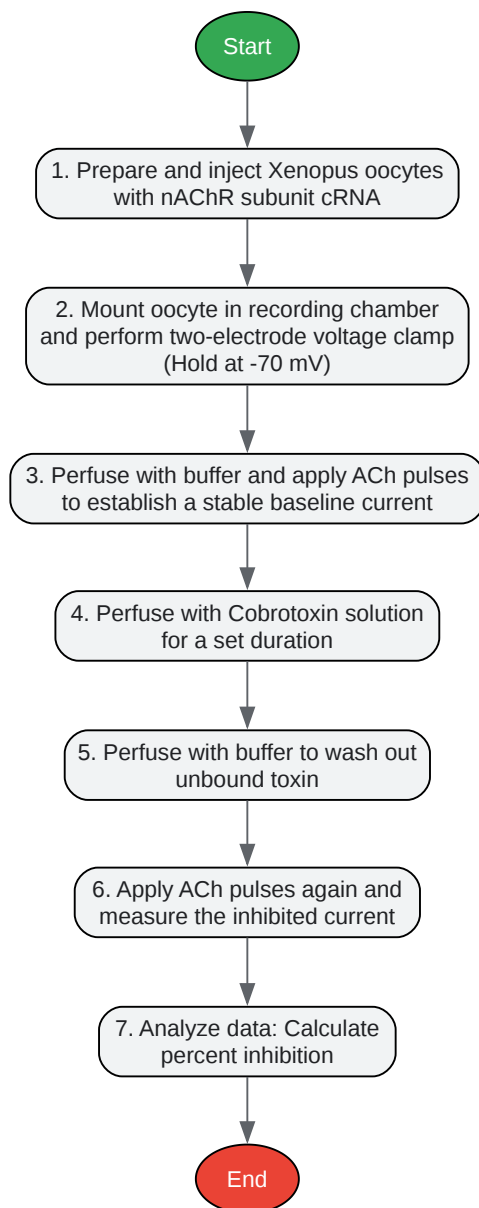 Start
1. Prepare and inject Xenopus oocytes
with nAChR subunit cRNA
2. Mount oocyte in recording chamber
and perform two-electrode voltage clamp
(Hold at -70 mV)
3. Perfuse with buffer and apply ACh pulses
to establish a stable baseline current
4. Perfuse with Cobrotoxin solution
for a set duration
5. Perfuse with buffer to wash out
unbound toxin
6. Apply ACh pulses again and
measure the inhibited current
7. Analyze data: Calculate
percent inhibition
End